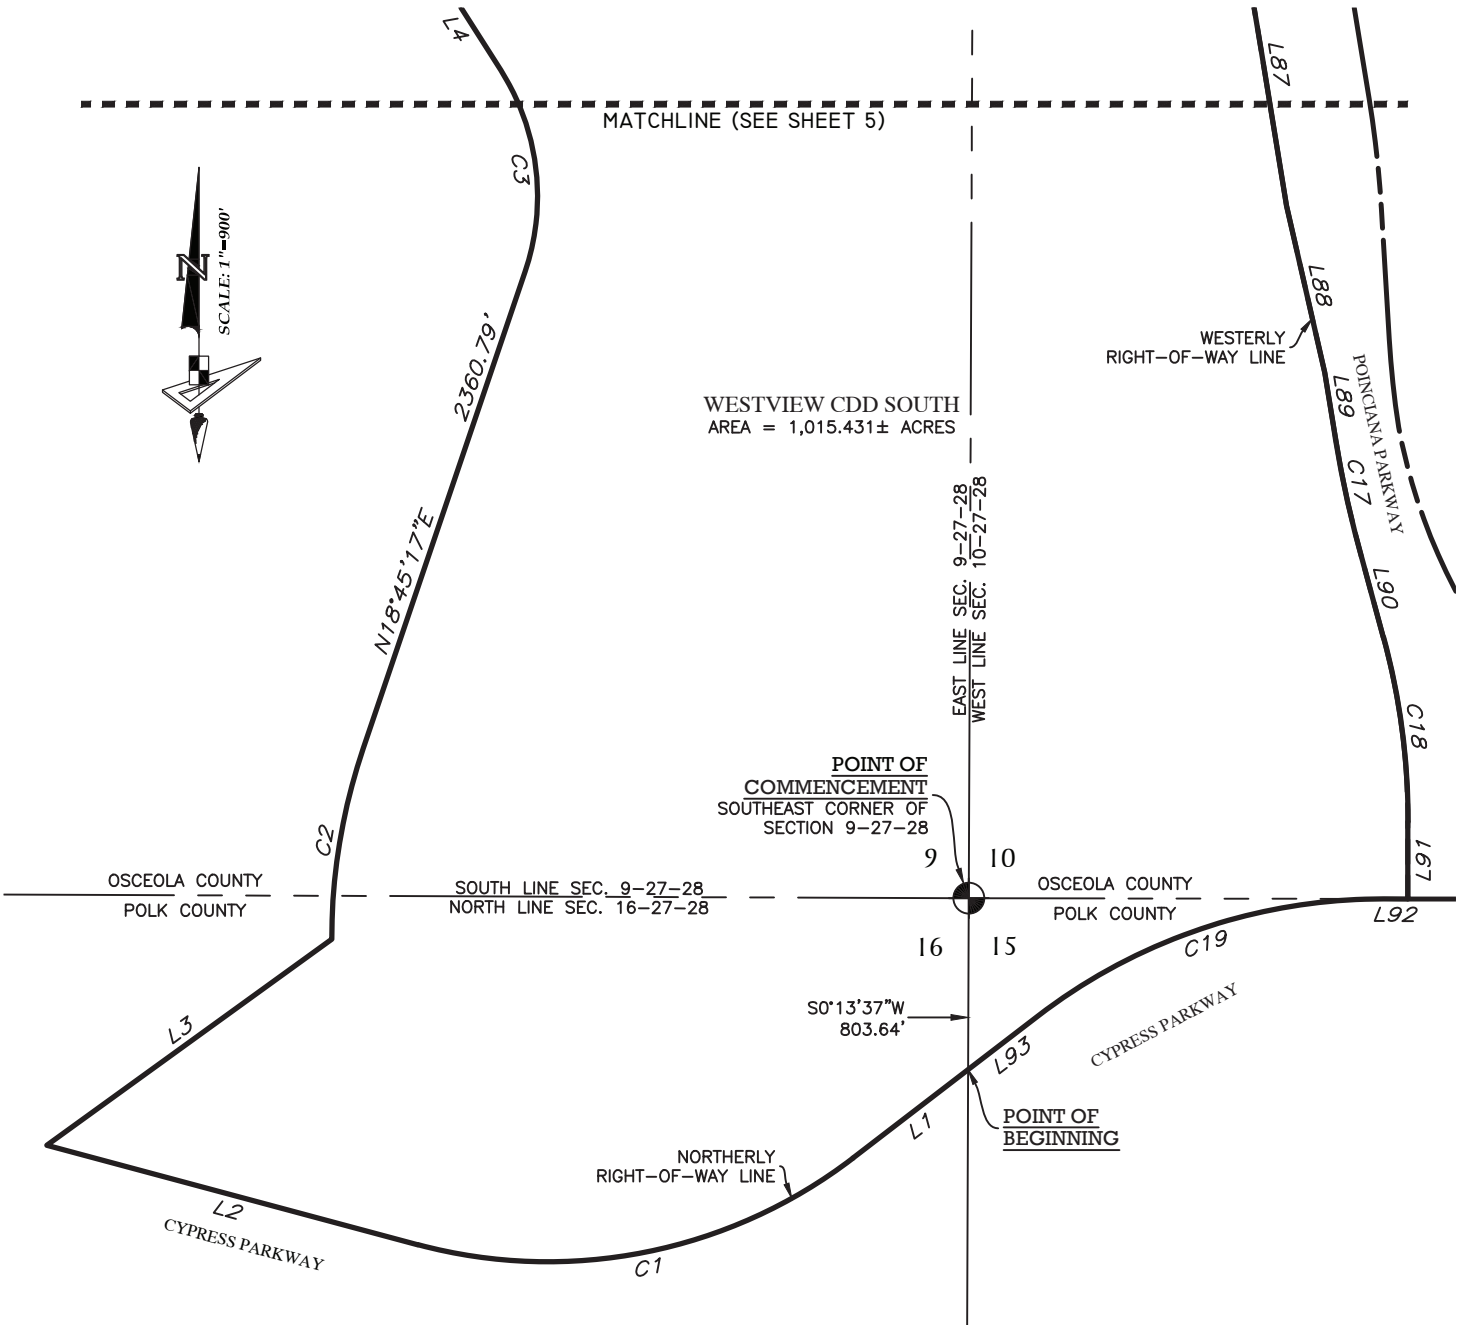 L4
L87
MATCHLINE (SEE SHEET 5)
C3
N
SCALE: 1"=900'
L88
WESTERLY
RIGHT-OF-WAY LINE
2360.79'
N18°45'17"E
POINCIANA PARKWAY
L89
WESTVIEW CDD SOUTH
AREA = 1,015.431± ACRES
C17
EAST LINE SEC. 9-27-28
WEST LINE SEC. 10-27-28
L90
C18
POINT OF
COMMENCEMENT
SOUTHEAST CORNER OF
SECTION 9-27-28
C2
9
10
L67
OSCEOLA COUNTY
POLK COUNTY
SOUTH LINE SEC. 9-27-28
NORTH LINE SEC. 16-27-28
OSCEOLA COUNTY
POLK COUNTY
L92
16
15
C19
S0°13'37"W
803.64'
CYPRESS PARKWAY
L3
L93
L1
POINT OF
BEGINNING
NORTHERLY
RIGHT-OF-WAY LINE
L2
CYPRESS PARKWAY
C1